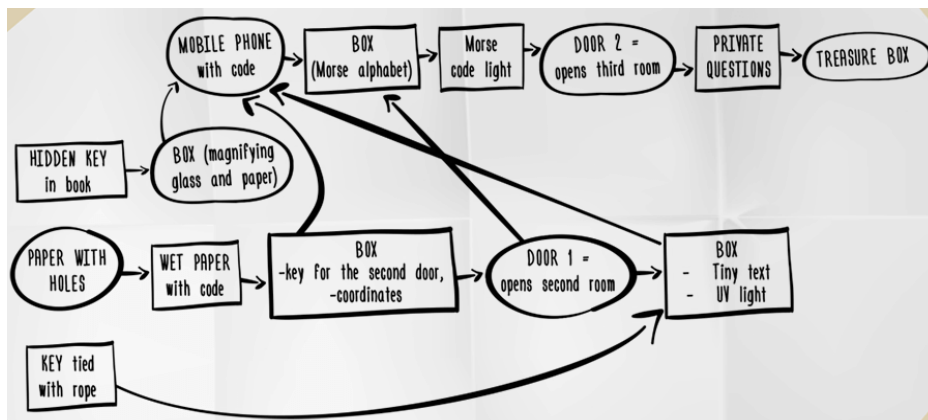 MOBILE PHONE
with code
BOX
(Morse alphabet)
Morse
code light
DOOR 2 =
opens third room
PRIVATE
QUESTIONS
TREASURE BOX
HIDDEN KEY
in book
BOX (magnifying
glass and paper)
PAPER WITH
HOLES
WET PAPER
with code
BOX
-key for the second door,
-coordinates
DOOR 1 =
opens second room
BOX
- Tiny text
- UV light
KEY tied
with rope